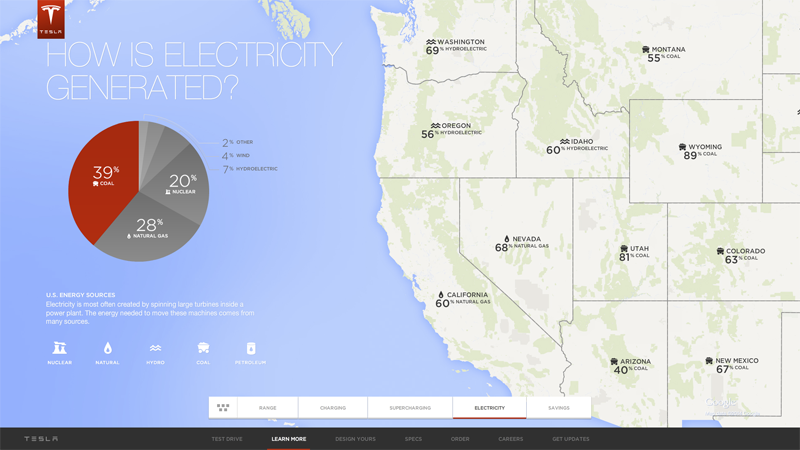 TESLA
HOW IS ELECTRICITY
GENERATED?
39%
COAL
20%
NUCLEAR
28%
NATURAL GAS
2% OTHER
4% WIND
7% HYDROELECTRIC
U.S. ENERGY SOURCES
Electricity is most often created by spinning large turbines inside a
power plant. The energy needed to move these machines comes from
many sources.
NUCLEAR NATURAL HYDRO COAL PETROLEUM
WASHINGTON
69% HYDROELECTRIC
MONTANA
55% COAL
OREGON
56% HYDROELECTRIC
IDAHO
60% HYDROELECTRIC
WYOMING
89% COAL
NEVADA
68% NATURAL GAS
UTAH
81% COAL
COLORADO
63% COAL
CALIFORNIA
60% NATURAL GAS
ARIZONA
40% COAL
NEW MEXICO
67% COAL
Google
RANGE CHARGING SUPERCHARGING ELECTRICITY SAVINGS
TESLA TEST DRIVE LEARN MORE DESIGN YOURS SPECS ORDER CAREERS GET UPDATES